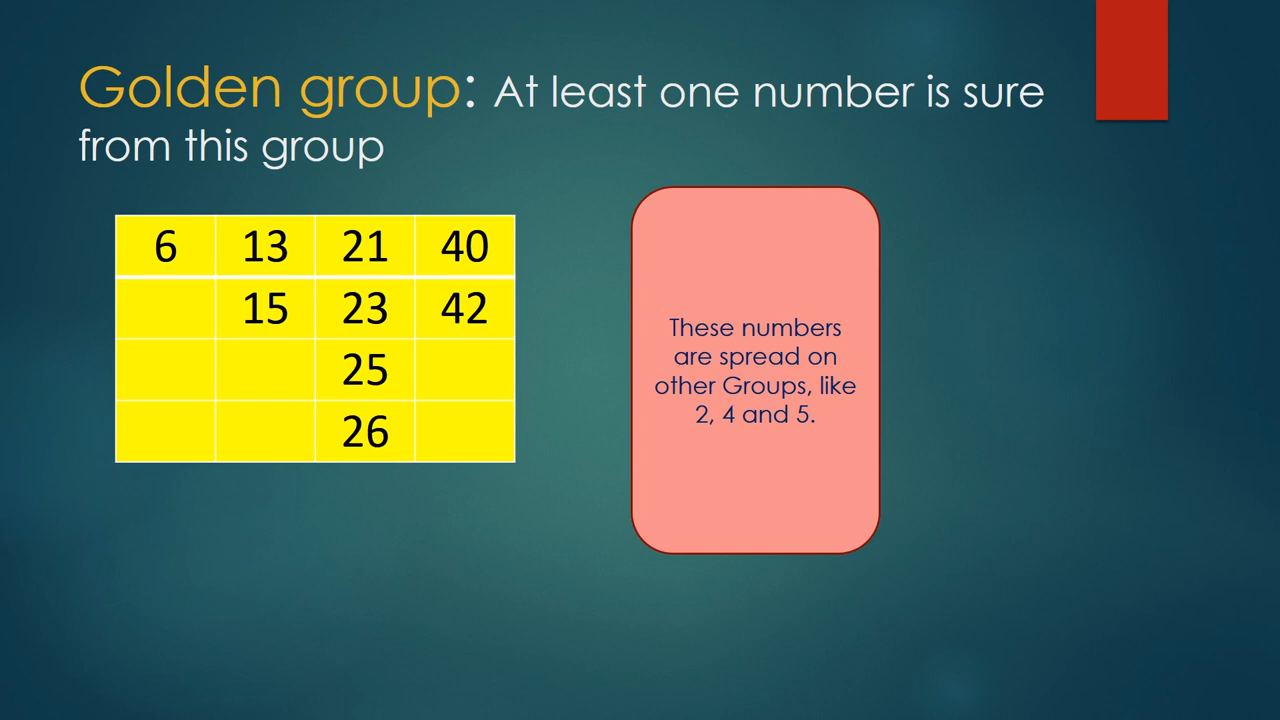 Golden group: At least one number is sure
from this group
6 13 21 40
15 23 42
25
26
These numbers
are spread on
other Groups, like
2, 4 and 5.